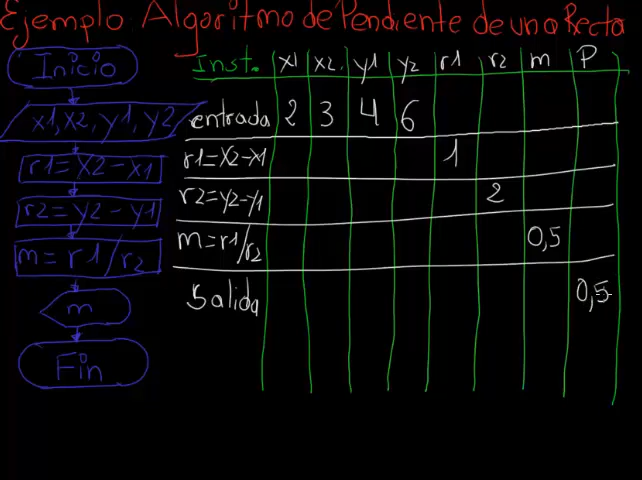 Ejemplo Algoritmo de Pendiente de una Recta
Inicio
x1, x2, y1, y2
r1 = x2 - x1
r2 = y2 - y1
m = r1 / r2
m
Fin
Inst. x1 x2 y1 y2 r1 r2 m P
entrada 2 3 4 6
r1=x2-x1 1
r2=y2-y1 2
m=r1/r2 0,5
Salida 0,5